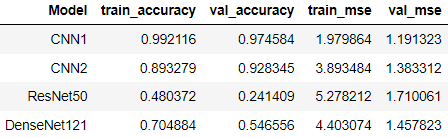 Model train_accuracy val_accuracy train_mse val_mse
CNN1 0.992116 0.974584 1.979864 1.191323
CNN2 0.893279 0.928345 3.893484 1.383312
ResNet50 0.480372 0.241409 5.278212 1.710061
DenseNet121 0.704884 0.546556 4.403074 1.457823